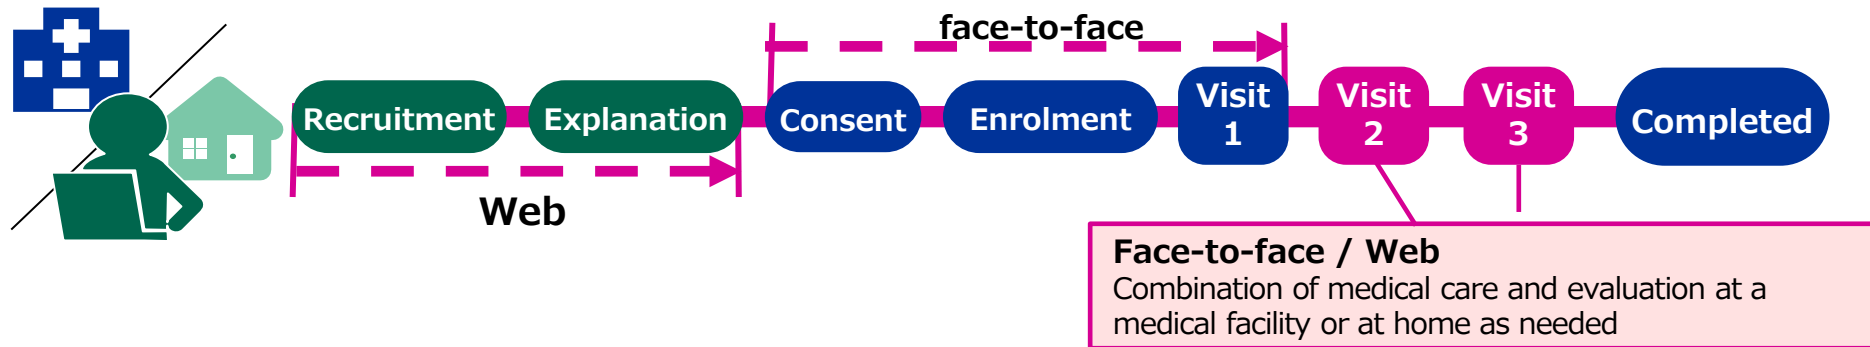 face-to-face
Recruitment
Explanation
Consent
Enrolment
Visit
1
Visit
2
Visit
3
Completed
Web
Face-to-face / Web
Combination of medical care and evaluation at a
medical facility or at home as needed